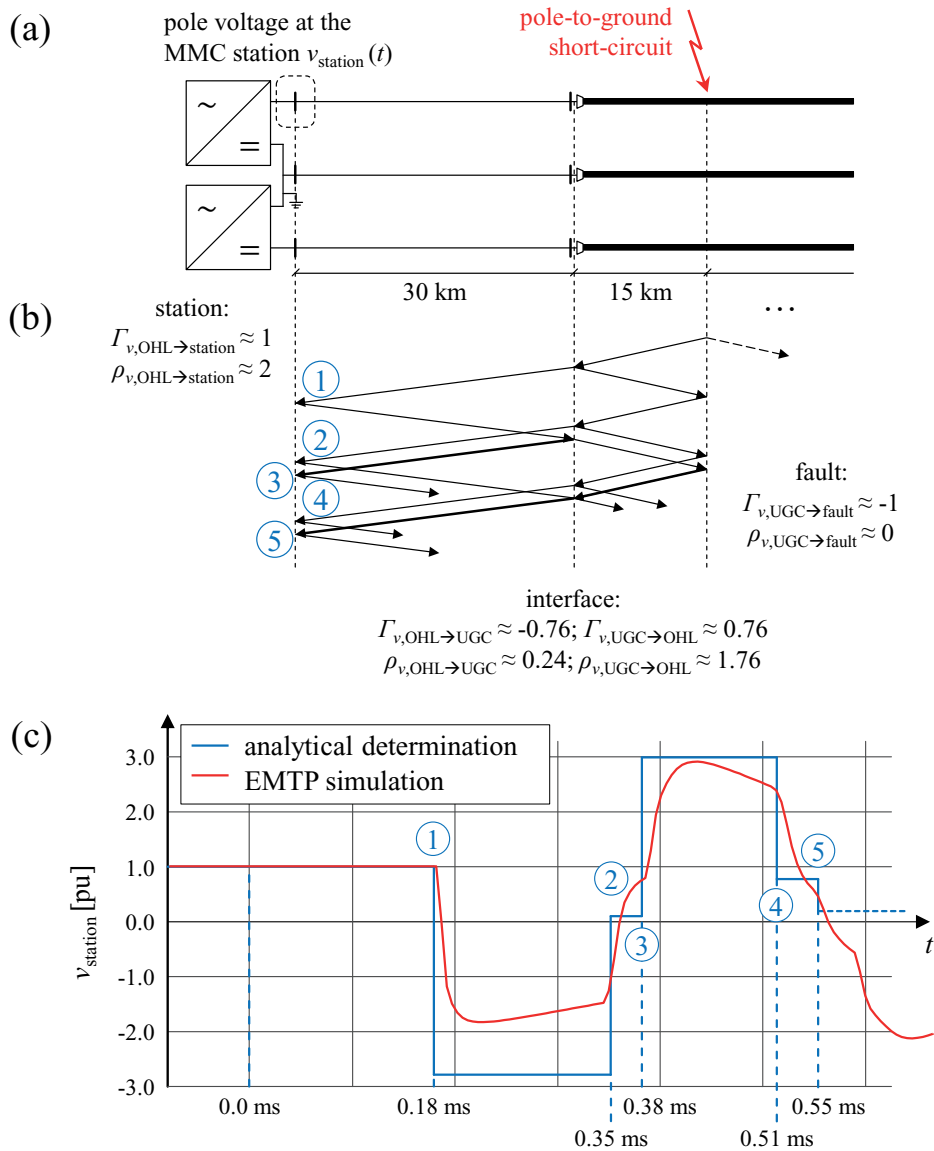 (a)
pole voltage at the
MMC station v_station (t)
pole-to-ground
short-circuit
~
=
~
=
30 km
15 km
(b)
station:
Γ_v,OHL→station ≈ 1
ρ_v,OHL→station ≈ 2
...
1
2
3
4
5
fault:
Γ_v,UGC→fault ≈ -1
ρ_v,UGC→fault ≈ 0
interface:
Γ_v,OHL→UGC ≈ -0.76; Γ_v,UGC→OHL ≈ 0.76
ρ_v,OHL→UGC ≈ 0.24; ρ_v,UGC→OHL ≈ 1.76
(c)
analytical determination
EMTP simulation
v_station [pu]
3.0
2.0
1.0
0.0
-1.0
-2.0
-3.0
1
2
3
4
5
t
0.0 ms
0.18 ms
0.38 ms
0.55 ms
0.35 ms
0.51 ms